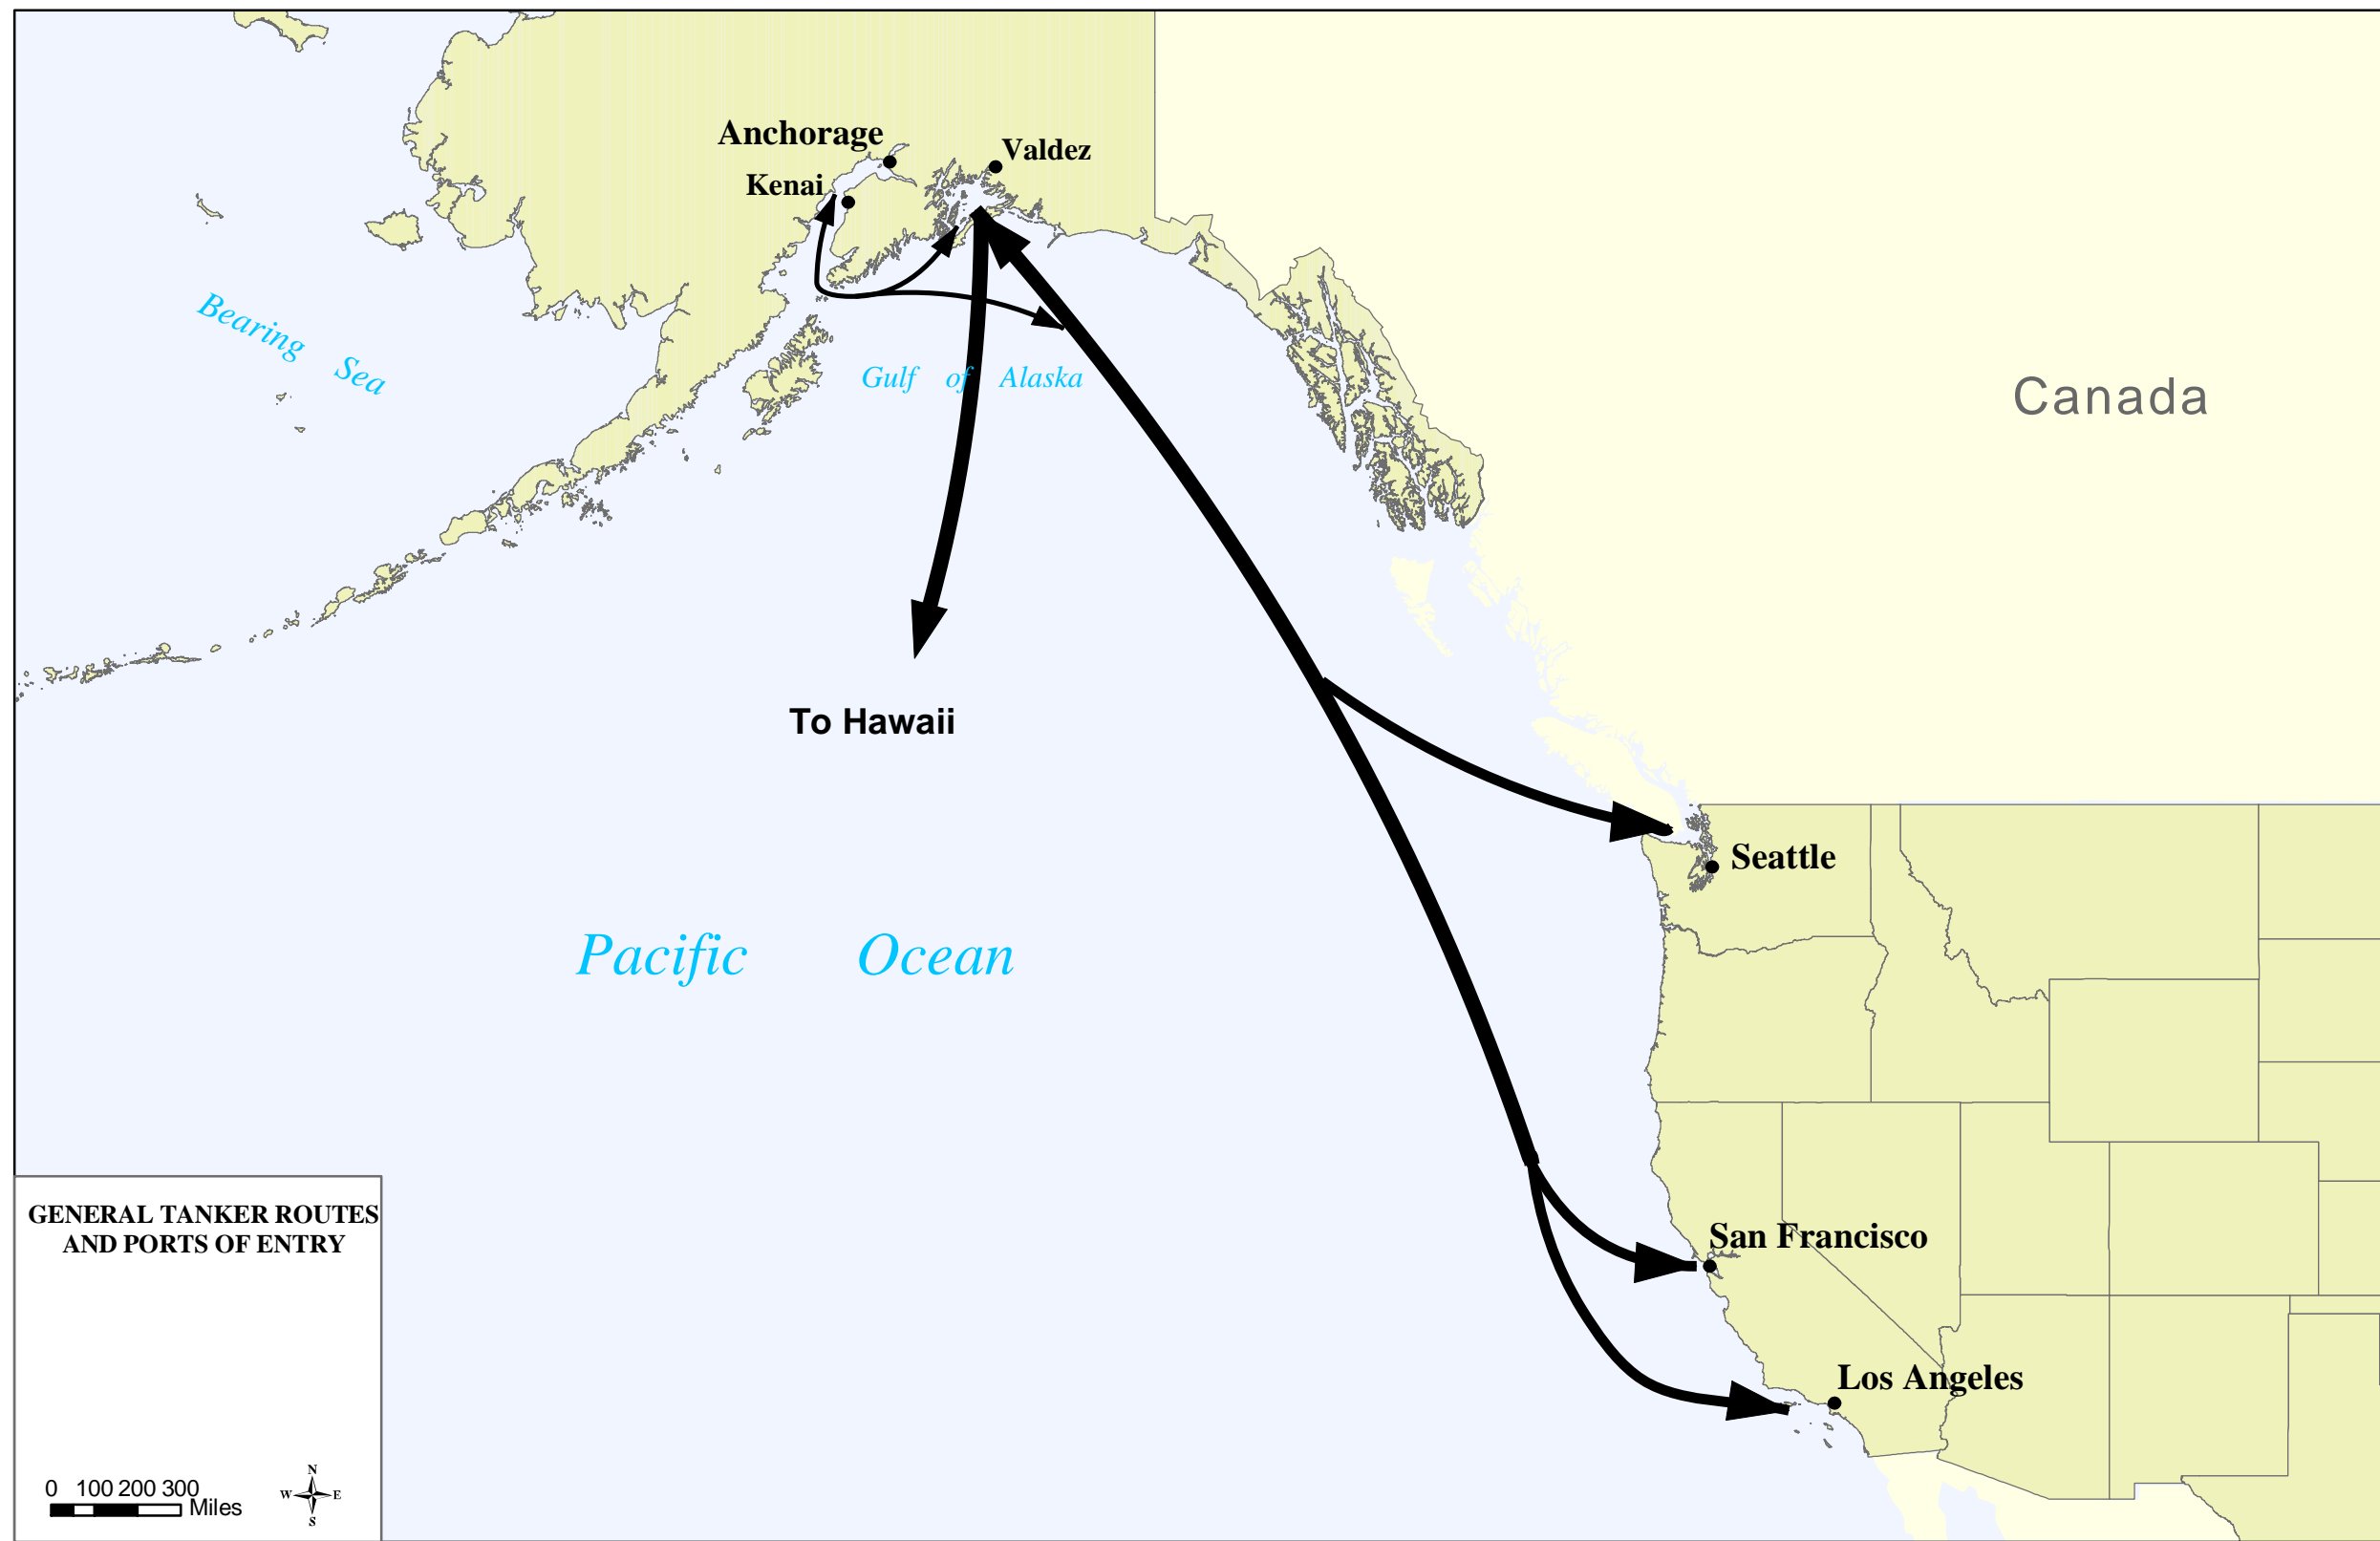 Anchorage
Valdez
Kenai
Bearing Sea
Gulf of Alaska
Canada
To Hawaii
Seattle
Pacific Ocean
San Francisco
Los Angeles
GENERAL TANKER ROUTES
AND PORTS OF ENTRY
0 100 200 300
Miles
N
W E
S